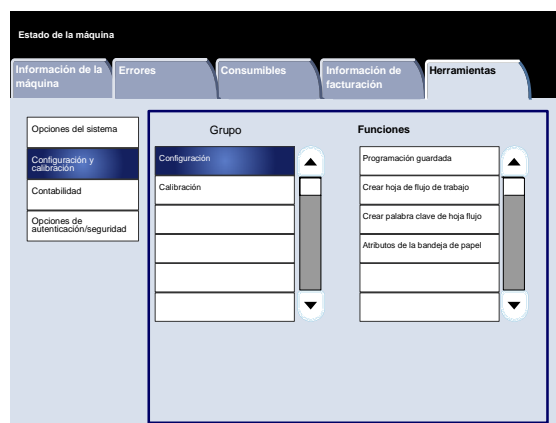 Estado de la máquina
Información de la
máquina
Errores
Consumibles
Información de
facturación
Herramientas
Opciones del sistema
Configuración y
calibración
Contabilidad
Opciones de
autenticación/seguridad
Grupo
Configuración
Calibración
Funciones
Programación guardada
Crear hoja de flujo de trabajo
Crear palabra clave de hoja flujo
Atributos de la bandeja de papel